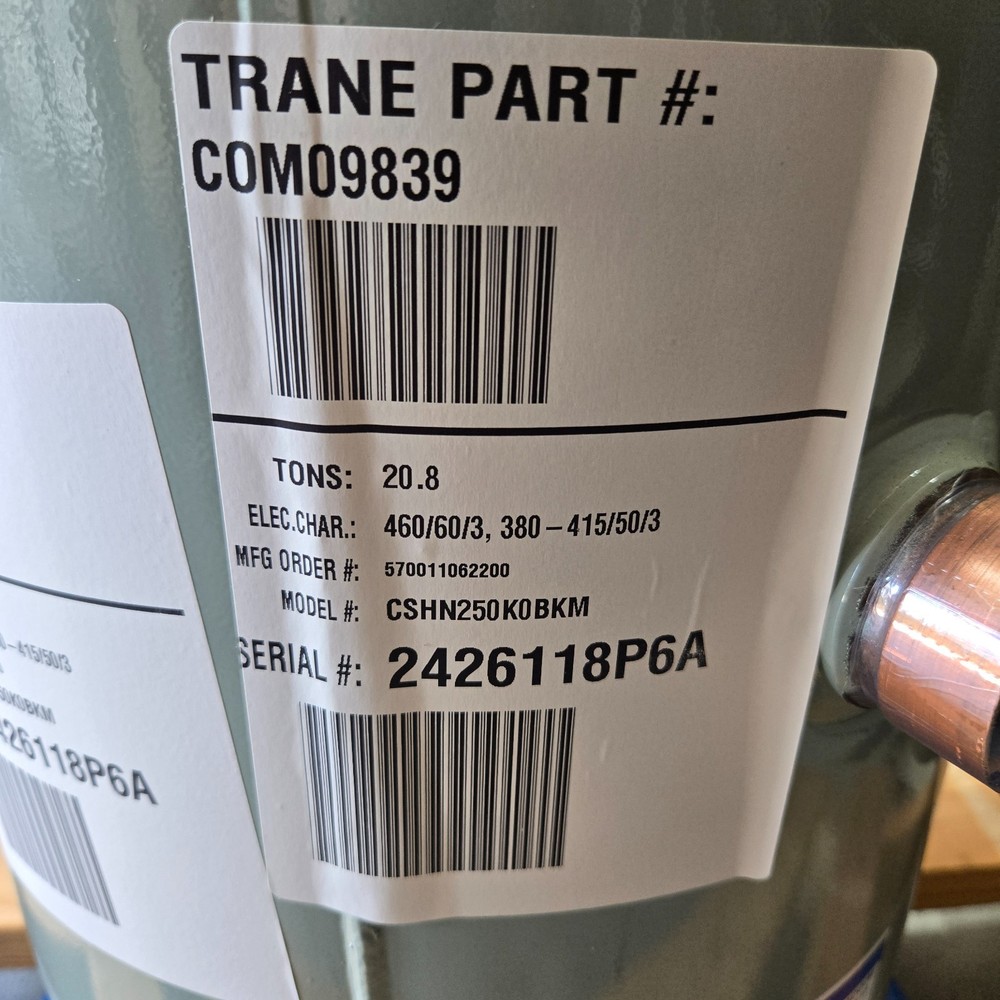 TRANE PART #:
COM09839
TONS: 20.8
ELEC.CHAR.: 460/60/3, 380-415/50/3
MFG ORDER #: 570011062200
MODEL #: CSHN250K0BKM
SERIAL #: 2426118P6A
-415/50/3
0K0BKM
426118P6A